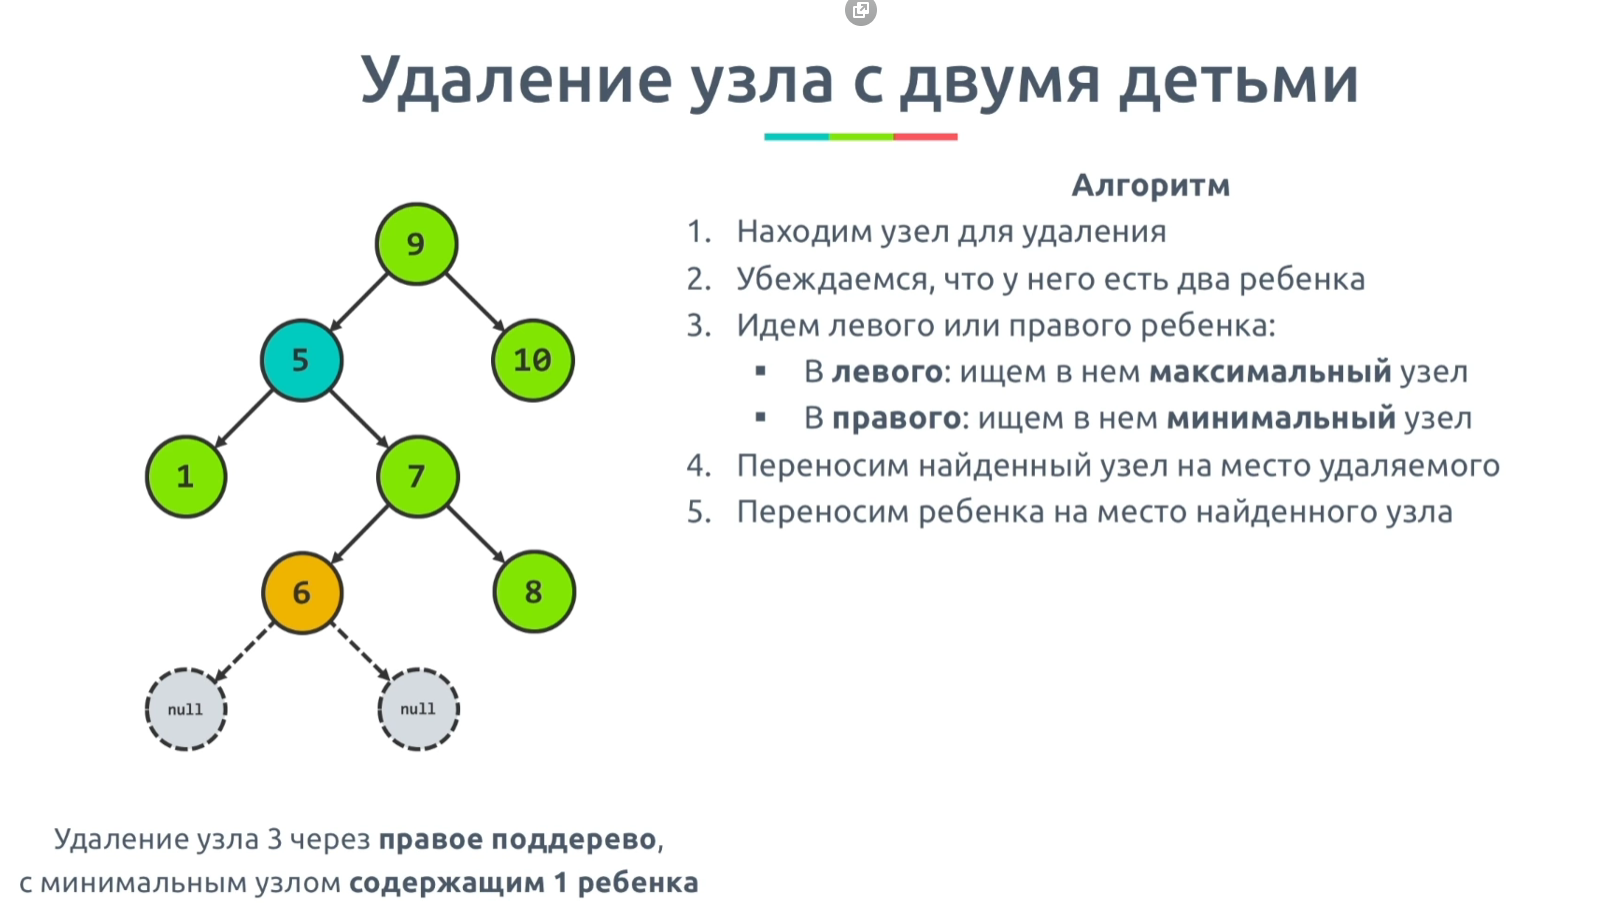 Удаление узла с двумя детьми
Алгоритм
1. Находим узел для удаления
2. Убеждаемся, что у него есть два ребенка
3. Идем левого или правого ребенка:
▪ В левого: ищем в нем максимальный узел
▪ В правого: ищем в нем минимальный узел
4. Переносим найденный узел на место удаляемого
5. Переносим ребенка на место найденного узла
9
5 10
1 7
6 8
null null
Удаление узла 3 через правое поддерево,
с минимальным узлом содержащим 1 ребенка